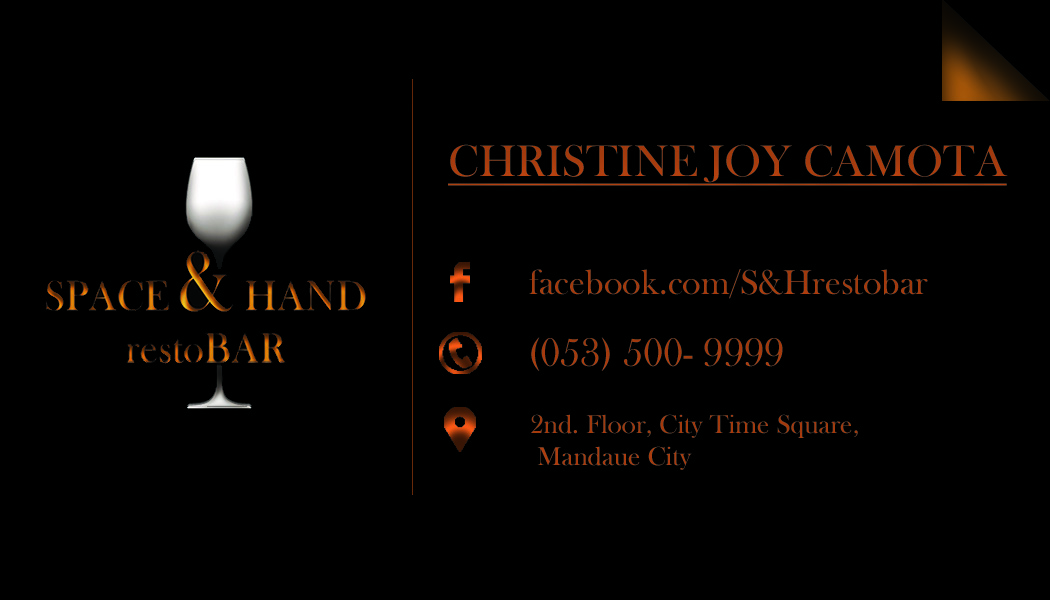 SPACE & HAND
restoBAR
CHRISTINE JOY CAMOTA
facebook.com/S&Hrestobar
(053) 500- 9999
2nd. Floor, City Time Square,
Mandaue City